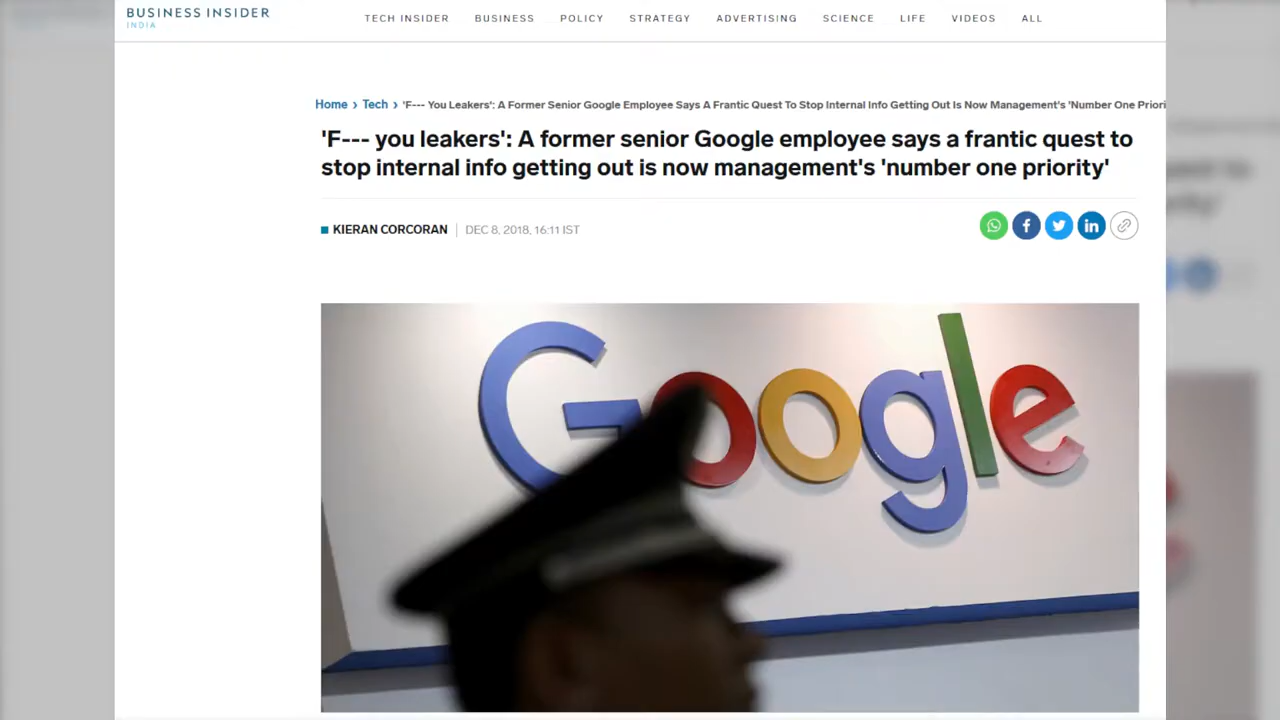 BUSINESS INSIDER
INDIA
TECH INSIDER BUSINESS POLICY STRATEGY ADVERTISING SCIENCE LIFE VIDEOS ALL
Home › Tech › 'F--- You Leakers': A Former Senior Google Employee Says A Frantic Quest To Stop Internal Info Getting Out Is Now Management's 'Number One Priori
'F--- you leakers': A former senior Google employee says a frantic quest to
stop internal info getting out is now management's 'number one priority'
KIERAN CORCORAN DEC 8, 2018, 16:11 IST
Google